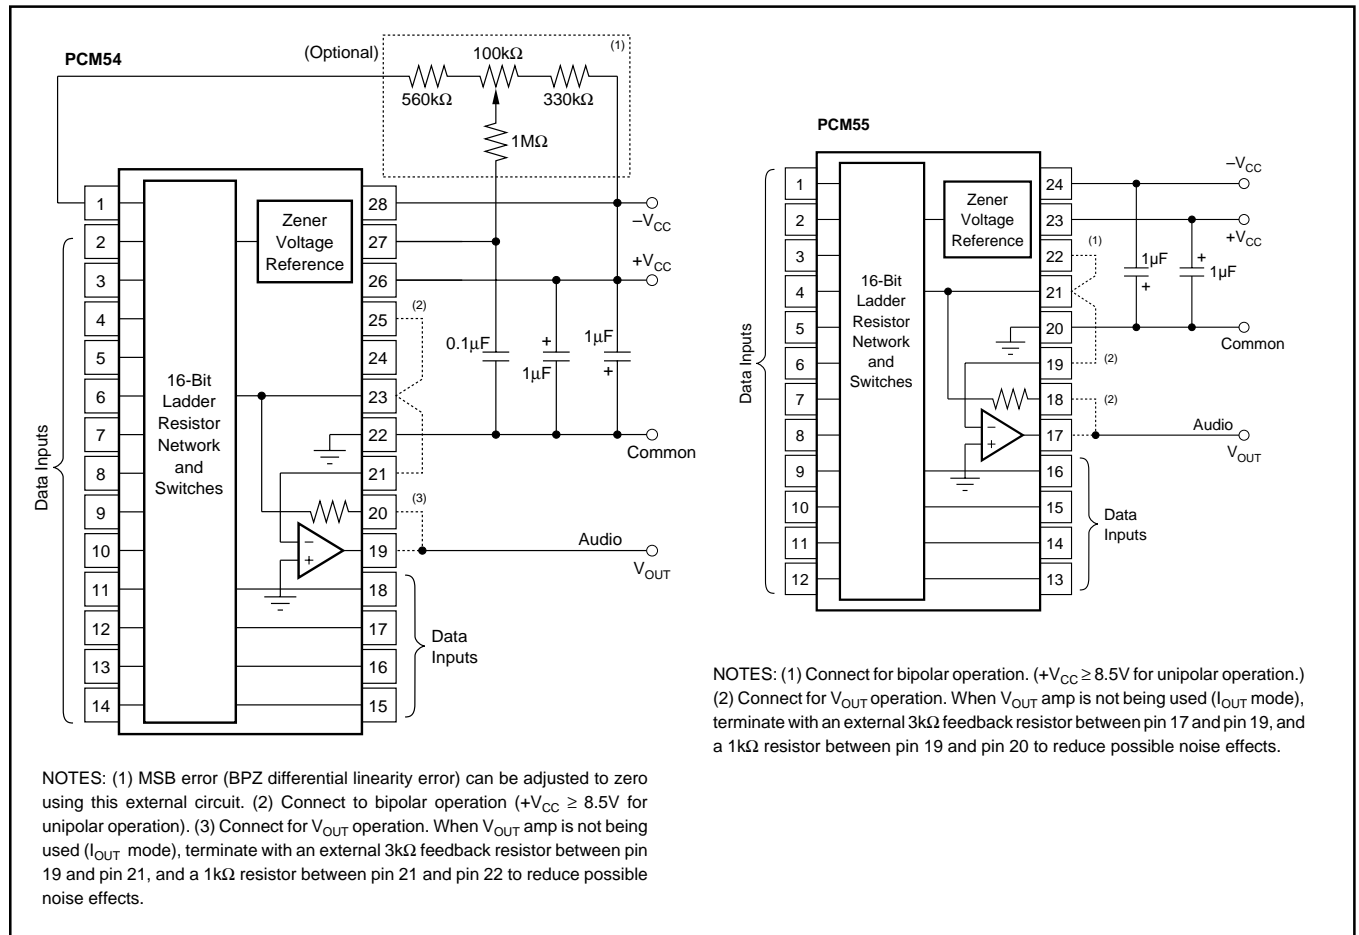 PCM54
(Optional)
(1)
100kΩ
560kΩ
330kΩ
1MΩ
1
2
3
4
5
6
7
8
9
10
11
12
13
14
Data Inputs
16-Bit
Ladder
Resistor
Network
and
Switches
Zener
Voltage
Reference
28
27
26
25
24
23
22
21
20
19
18
17
16
15
–VCC
+VCC
(2)
0.1µF
+
1µF
1µF
+
Common
(3)
–
+
Audio
VOUT
Data
Inputs
NOTES: (1) MSB error (BPZ differential linearity error) can be adjusted to zero
using this external circuit. (2) Connect to bipolar operation (+VCC ≥ 8.5V for
unipolar operation). (3) Connect for VOUT operation. When VOUT amp is not being
used (IOUT mode), terminate with an external 3kΩ feedback resistor between pin
19 and pin 21, and a 1kΩ resistor between pin 21 and pin 22 to reduce possible
noise effects.
PCM55
1
2
3
4
5
6
7
8
9
10
11
12
Data Inputs
16-Bit
Ladder
Resistor
Network
and
Switches
Zener
Voltage
Reference
24
23
22
21
20
19
18
17
16
15
14
13
–VCC
+VCC
(1)
1µF
+
+
1µF
Common
(2)
(2)
–
+
Audio
VOUT
Data
Inputs
NOTES: (1) Connect for bipolar operation. (+VCC ≥ 8.5V for unipolar operation.)
(2) Connect for VOUT operation. When VOUT amp is not being used (IOUT mode),
terminate with an external 3kΩ feedback resistor between pin 17 and pin 19, and
a 1kΩ resistor between pin 19 and pin 20 to reduce possible noise effects.